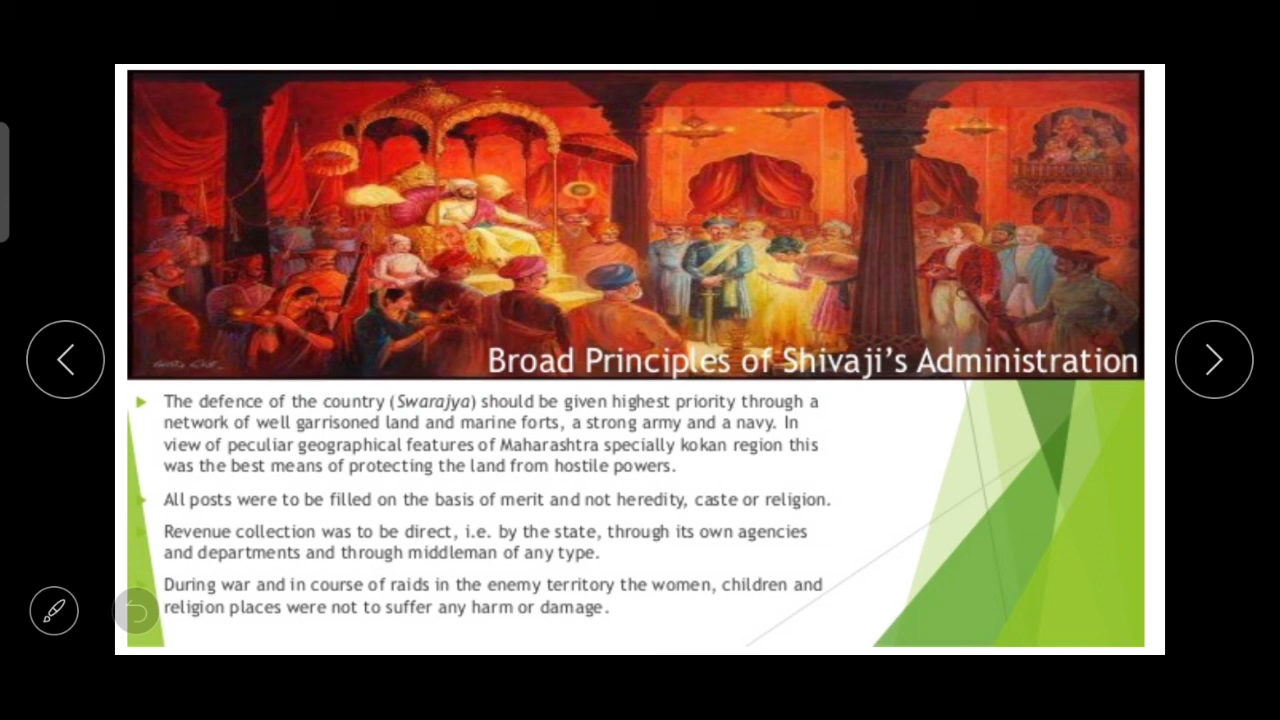 Broad Principles of Shivaji's Administration
The defence of the country (Swarajya) should be given highest priority through a
network of well garrisoned land and marine forts, a strong army and a navy. In
view of peculiar geographical features of Maharashtra specially kokan region this
was the best means of protecting the land from hostile powers.
All posts were to be filled on the basis of merit and not heredity, caste or religion.
Revenue collection was to be direct, i.e. by the state, through its own agencies
and departments and through middleman of any type.
During war and in course of raids in the enemy territory the women, children and
religion places were not to suffer any harm or damage.